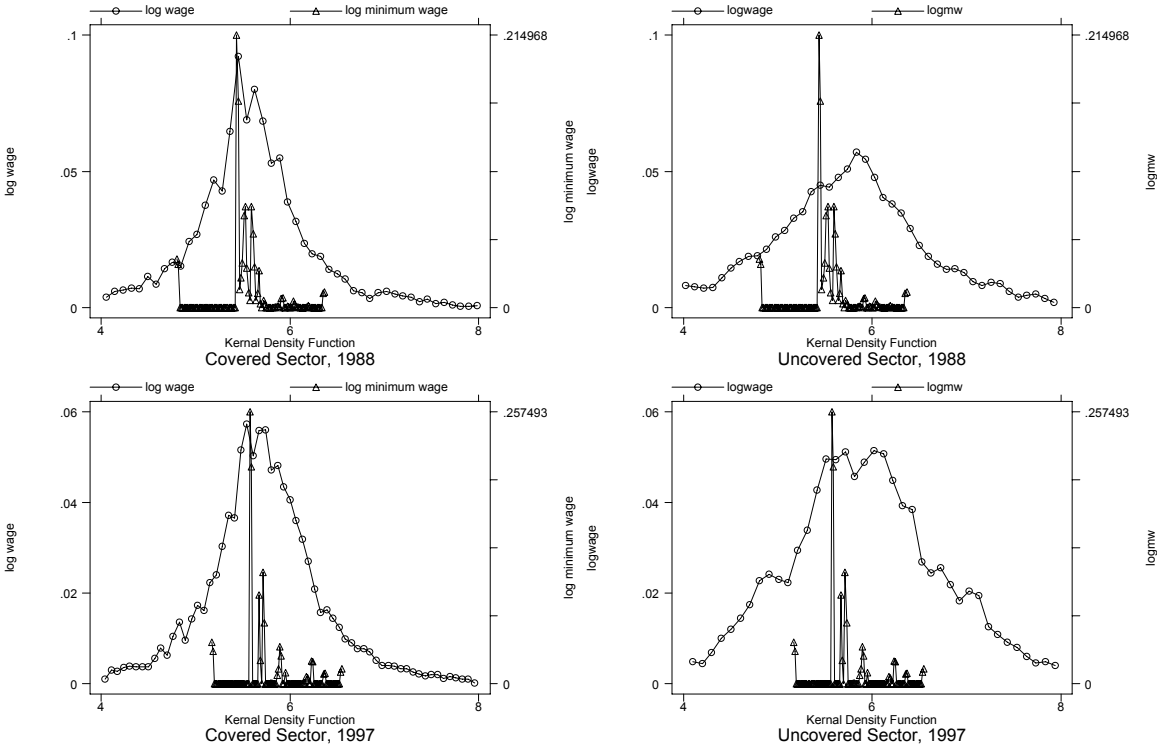 log wage log minimum wage
.1
.05
0
.214968
0
log wage
log minimum wage
4 6 8
Kernal Density Function
Covered Sector, 1988
logwage logmw
.1
.05
0
.214968
0
logwage
logmw
4 6 8
Kernal Density Function
Uncovered Sector, 1988
log wage log minimum wage
.06
.04
.02
0
.257493
0
log wage
log minimum wage
4 6 8
Kernal Density Function
Covered Sector, 1997
logwage logmw
.06
.04
.02
0
.257493
0
logwage
logmw
4 6 8
Kernal Density Function
Uncovered Sector, 1997